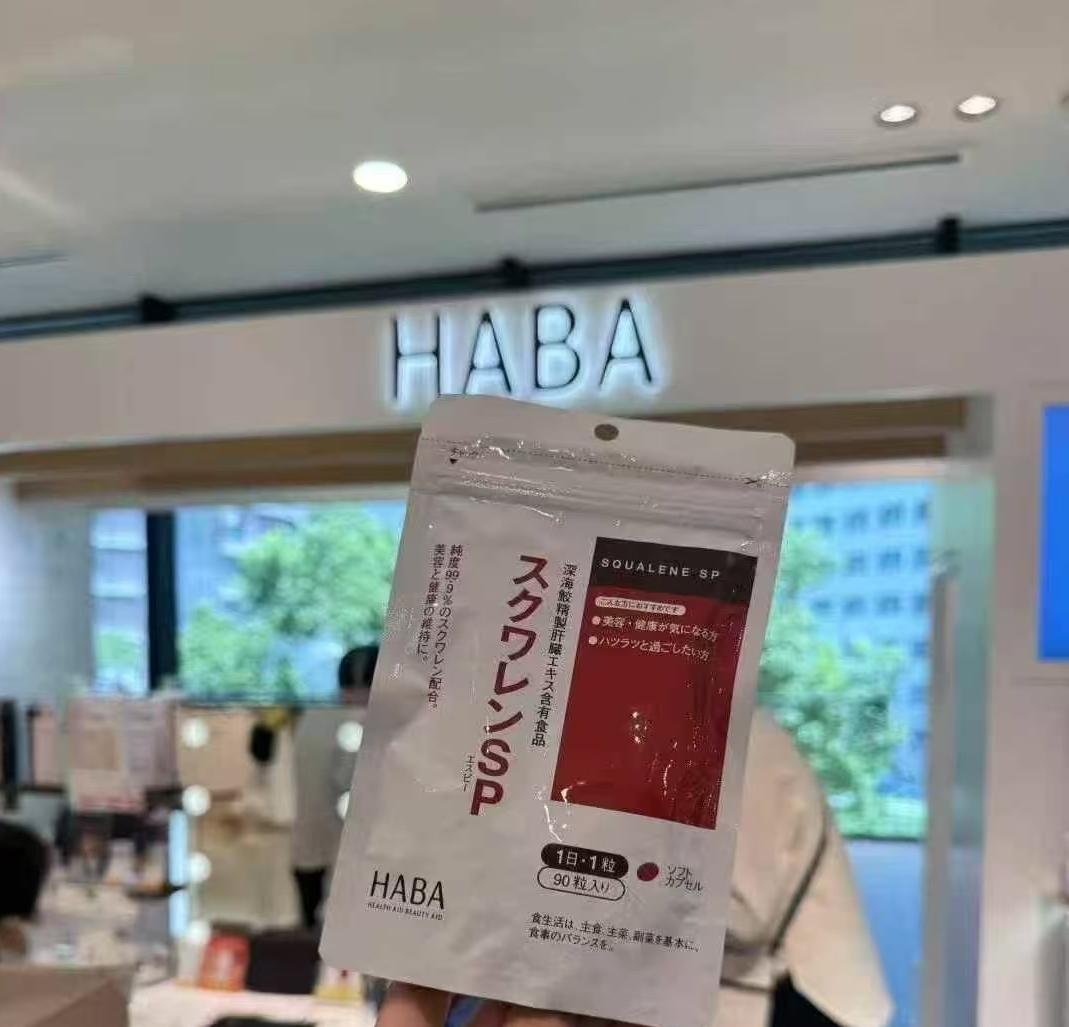 HABA
チャック
SQUALENE SP
こんな方におすすめです
●美容・健康が気になる方
●ハツラツと過ごしたい方
深海鮫精製肝臓エキス含有食品
スクワレンSP
エスピー
純度99.9%のスクワレン配合。
美容と健康の維持に。
1日・1粒
90粒入り
ソフト
カプセル
HABA
HEALTH AID BEAUTY AID
食生活は、主食、主菜、副菜を基本に、
食事のバランスを。